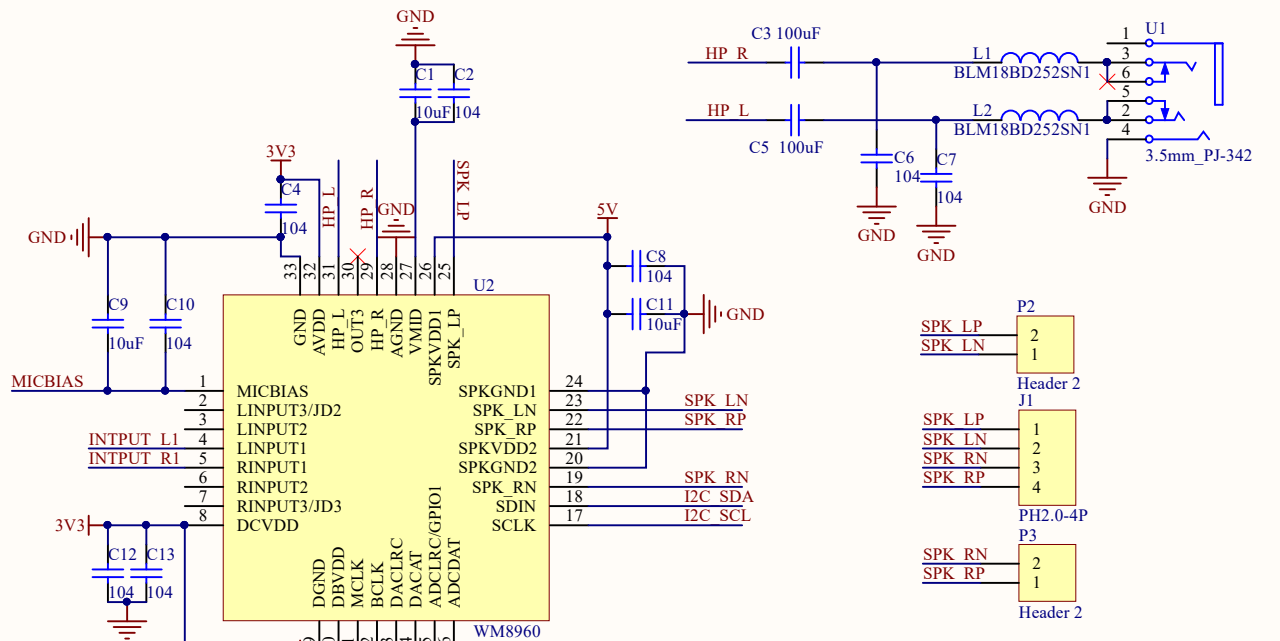 GND
C1
C2
10uF
104
C3 100uF
HP_R
L1
BLM18BD252SN1
U1
1
3
6
5
2
4
3.5mm_PJ-342
HP_L
C5 100uF
L2
BLM18BD252SN1
C6
104
C7
104
GND
GND
GND
3V3
C4
104
HP_L
HP_R
GND
SPK_LP
5V
GND
33
32
31
30
29
28
27
26
25
U2
C8
104
C11
10uF
GND
C9
10uF
C10
104
GND
AVDD
HP_L
OUT3
HP_R
AGND
VMID
SPKVDD1
SPK_LP
MICBIAS
1
MICBIAS
2
LINPUT3/JD2
3
LINPUT2
INTPUT_L1
4
LINPUT1
INTPUT_R1
5
RINPUT1
6
RINPUT2
7
RINPUT3/JD3
3V3
8
DCVDD
SPKGND1
24
SPK_LN
23
SPK_LN
SPK_RP
22
SPK_RP
SPKVDD2
21
SPKGND2
20
SPK_RN
19
SPK_RN
SDIN
18
I2C_SDA
SCLK
17
I2C_SCL
C12
104
C13
104
DGND
DBVDD
MCLK
BCLK
DACLRC
DACAT
ADCLRC/GPIO1
ADCDAT
WM8960
P2
SPK_LP
2
SPK_LN
1
Header 2
J1
SPK_LP
1
SPK_LN
2
SPK_RN
3
SPK_RP
4
PH2.0-4P
P3
SPK_RN
2
SPK_RP
1
Header 2